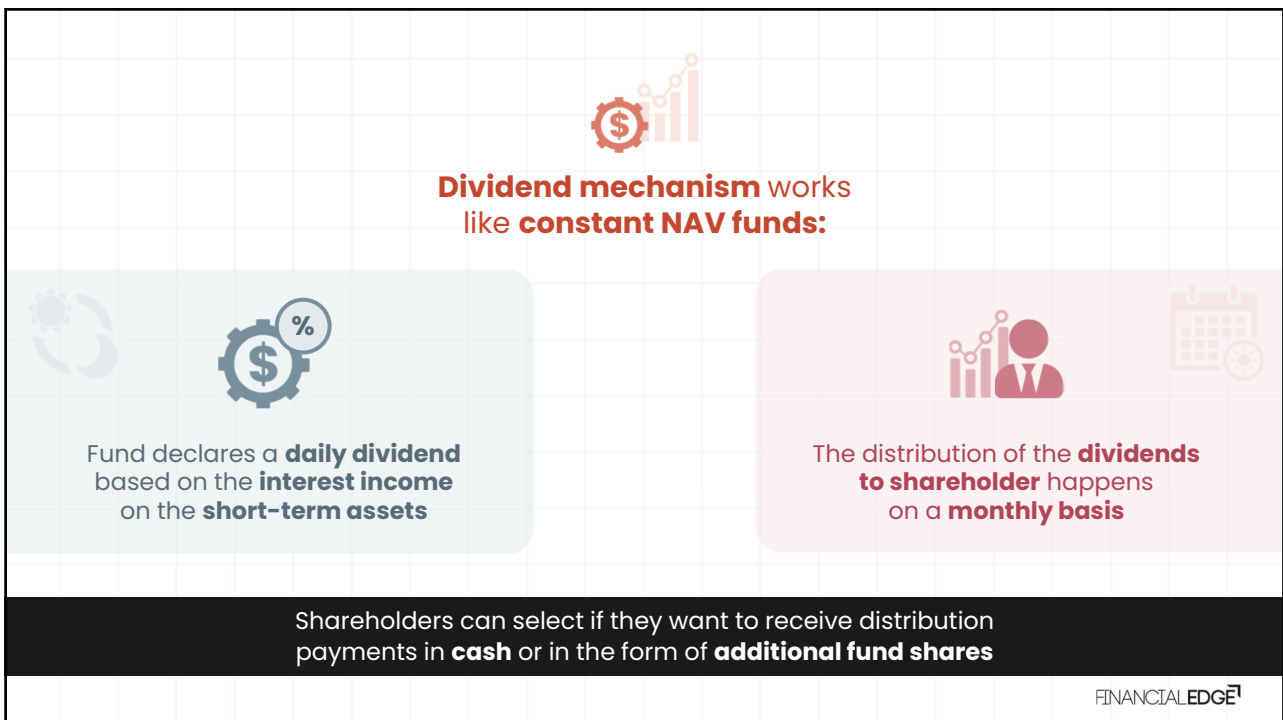 $
Dividend mechanism works
like constant NAV funds:
$
%
Fund declares a daily dividend
based on the interest income
on the short-term assets
The distribution of the dividends
to shareholder happens
on a monthly basis
Shareholders can select if they want to receive distribution
payments in cash or in the form of additional fund shares
FINANCIALEDGE